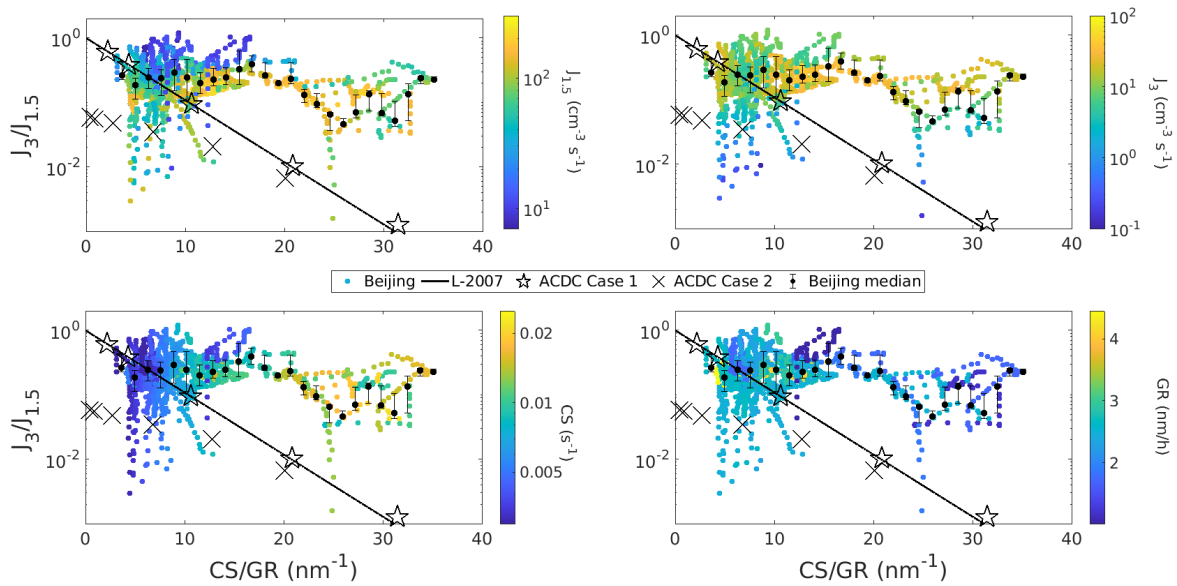 10^0
10^-2
J_3/J_1.5
0 10 20 30 40
10^2
10^1
J_1.5 (cm^-3 s^-1)
10^0
10^-2
0 10 20 30 40
10^2
10^1
10^0
10^-1
J_3 (cm^-3 s^-1)
Beijing L-2007 ACDC Case 1 ACDC Case 2 Beijing median
10^0
10^-2
J_3/J_1.5
0 10 20 30 40
CS/GR (nm^-1)
0.02
0.01
0.005
CS (s^-1)
10^0
10^-2
0 10 20 30 40
CS/GR (nm^-1)
4
3
2
GR (nm/h)